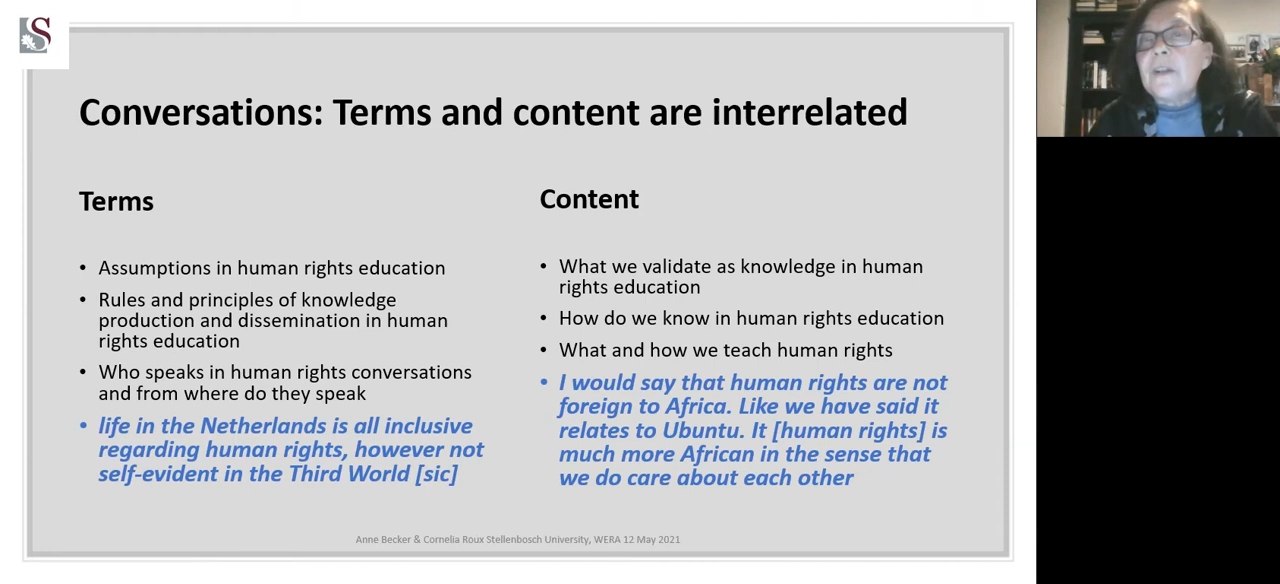 S
Conversations: Terms and content are interrelated
Terms
• Assumptions in human rights education
• Rules and principles of knowledge
production and dissemination in human
rights education
• Who speaks in human rights conversations
and from where do they speak
• life in the Netherlands is all inclusive
regarding human rights, however not
self-evident in the Third World [sic]
Content
• What we validate as knowledge in human
rights education
• How do we know in human rights education
• What and how we teach human rights
• I would say that human rights are not
foreign to Africa. Like we have said it
relates to Ubuntu. It [human rights] is
much more African in the sense that
we do care about each other
Anne Becker & Cornelia Roux Stellenbosch University, WERA 12 May 2021